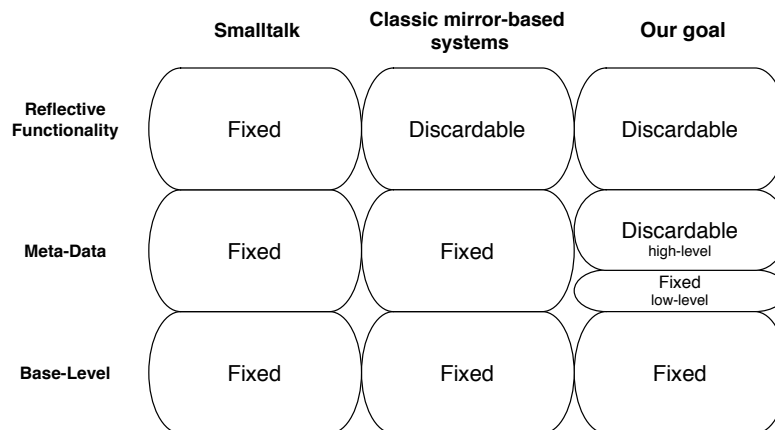 Smalltalk
Classic mirror-based
systems
Our goal
Reflective
Functionality
Fixed
Discardable
Discardable
Meta-Data
Fixed
Fixed
Discardable
high-level
Fixed
low-level
Base-Level
Fixed
Fixed
Fixed